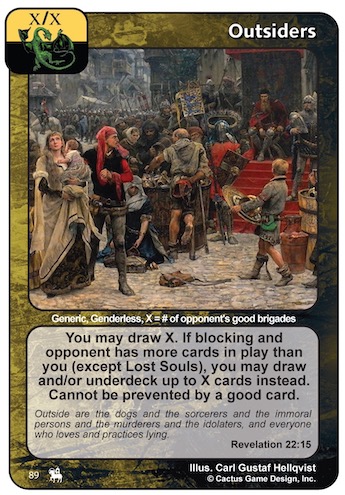 X/X
Outsiders
Generic, Genderless, X = # of opponent's good brigades
You may draw X. If blocking and
opponent has more cards in play than
you (except Lost Souls), you may draw
and/or underdeck up to X cards instead.
Cannot be prevented by a good card.
Outside are the dogs and the sorcerers and the immoral
persons and the murderers and the idolaters, and everyone
who loves and practices lying.
Revelation 22:15
89
Illus. Carl Gustaf Hellqvist
© Cactus Game Design, Inc.